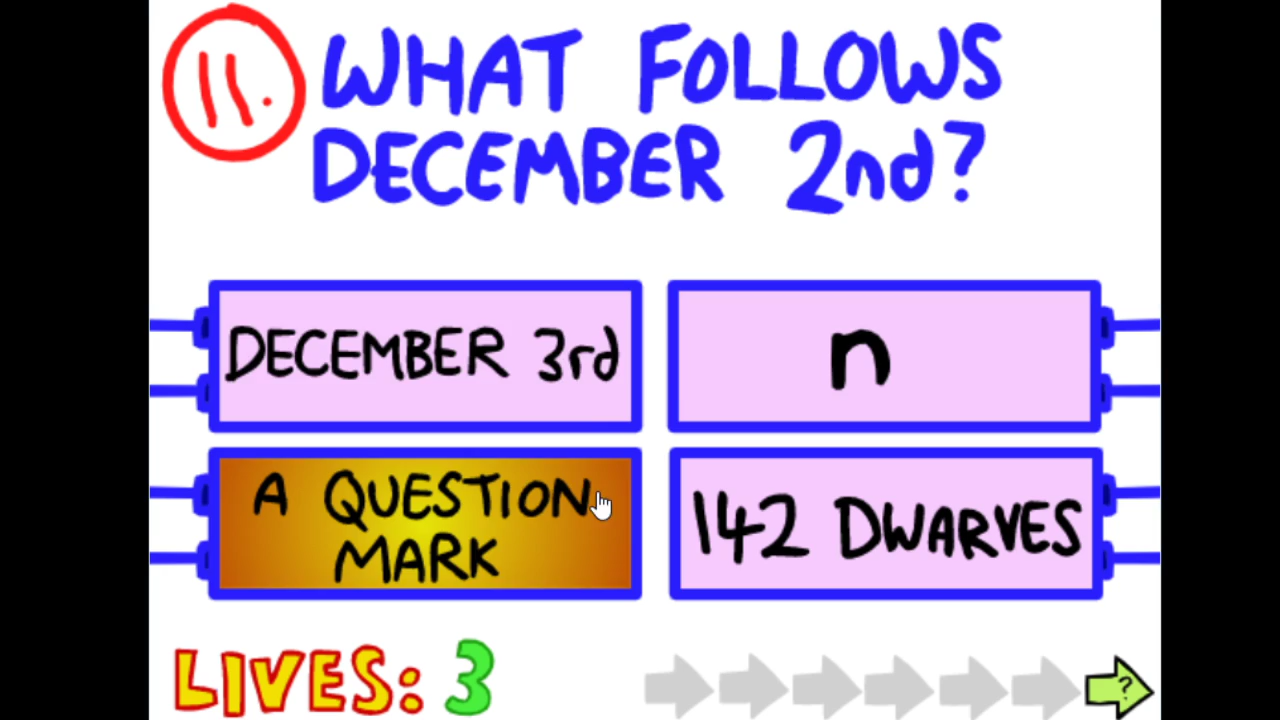 11. WHAT FOLLOWS
DECEMBER 2nd?
DECEMBER 3rd
n
A QUESTION
MARK
142 DWARVES
LIVES: 3
?